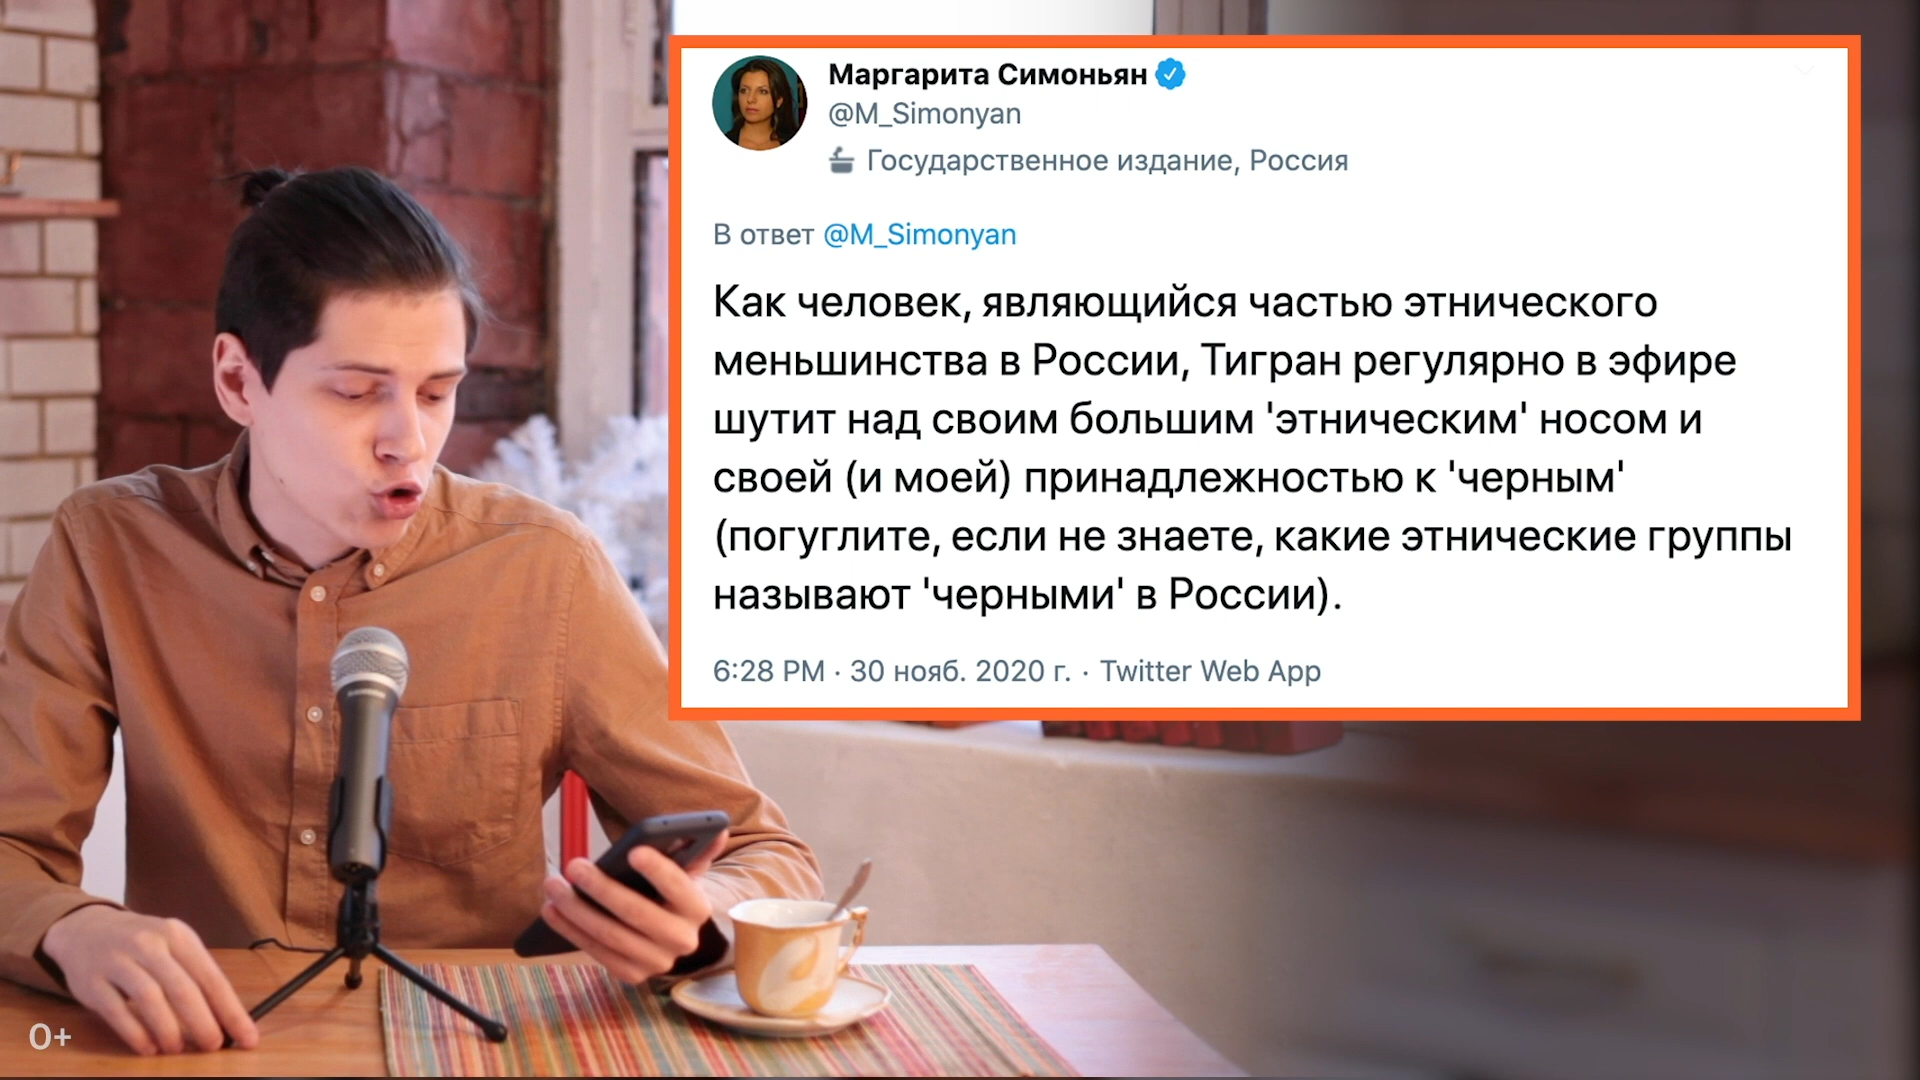 Маргарита Симоньян
@M_Simonyan
Государственное издание, Россия
В ответ @M_Simonyan
Как человек, являющийся частью этнического
меньшинства в России, Тигран регулярно в эфире
шутит над своим большим 'этническим' носом и
своей (и моей) принадлежностью к 'черным'
(погуглите, если не знаете, какие этнические группы
называют 'черными' в России).
6:28 PM · 30 нояб. 2020 г. · Twitter Web App
0+